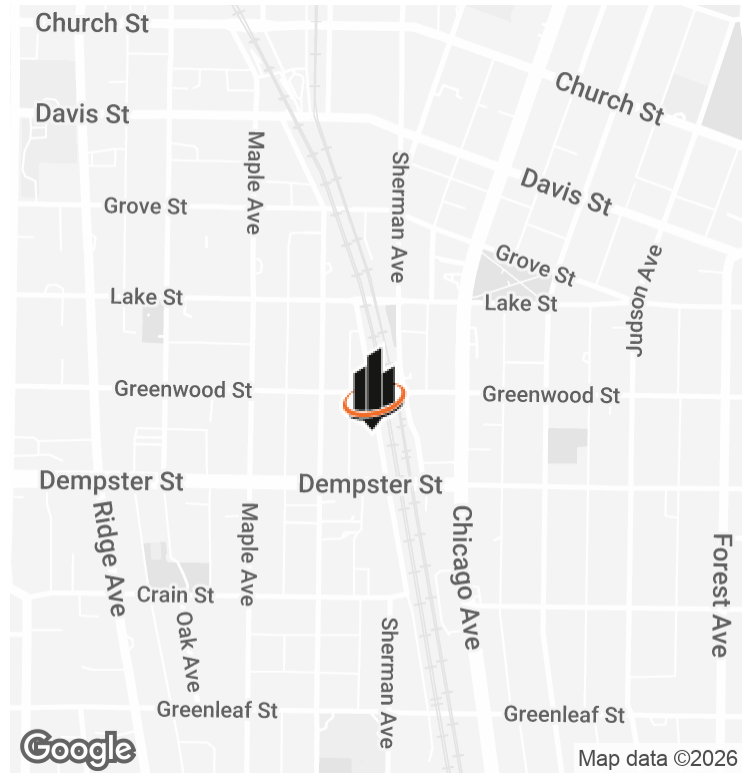 Church St
Church St
Davis St
Maple Ave
Sherman Ave
Davis St
Grove St
Grove St
Judson Ave
Lake St
Lake St
Greenwood St
Greenwood St
Dempster St
Dempster St
Ridge Ave
Maple Ave
Chicago Ave
Forest Ave
Crain St
Oak Ave
Sherman Ave
Greenleaf St
Greenleaf St
Google
Map data ©2026